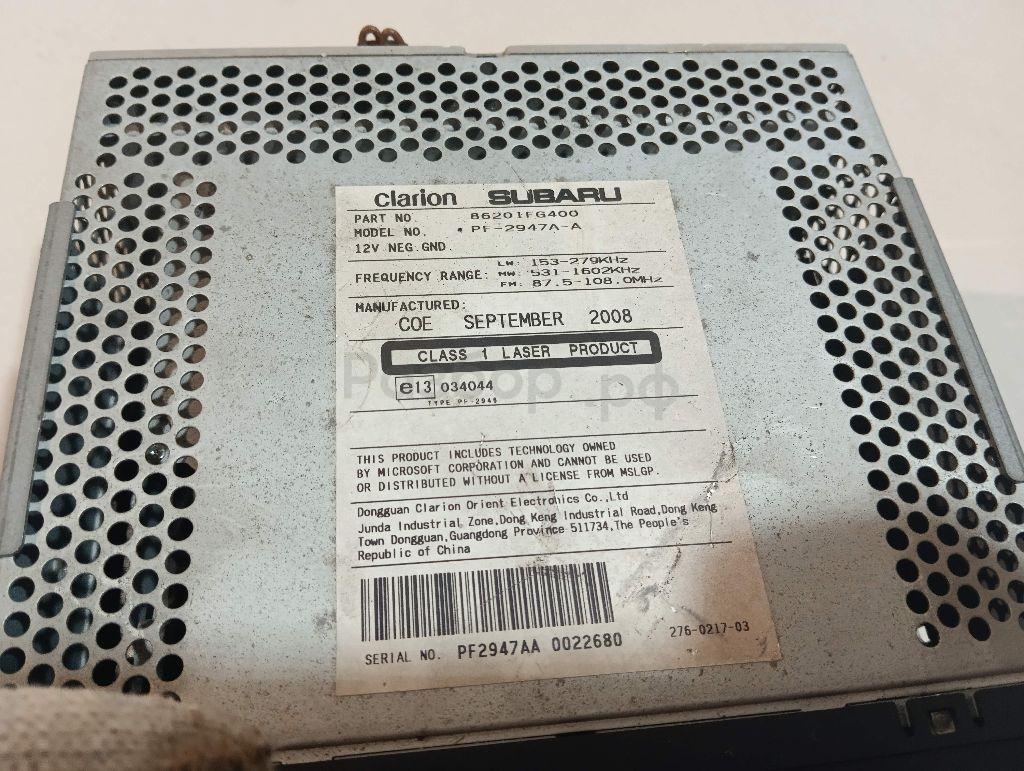 clarion SUBARU
PART NO. 86201FG400
MODEL NO. PF-2947A-A
12V NEG.GND.
LW: 153-279KHz
FREQUENCY RANGE: MW: 531-1602KHz
FM: 87.5-108.0MHz
MANUFACTURED:
COE SEPTEMBER 2008
CLASS 1 LASER PRODUCT
e13 034044
TYPE PF-2949
THIS PRODUCT INCLUDES TECHNOLOGY OWNED
BY MICROSOFT CORPORATION AND CANNOT BE USED
OR DISTRIBUTED WITHOUT A LICENSE FROM MSLGP.
Dongguan Clarion Orient Electronics Co.,Ltd
Junda Industrial Zone,Dong Keng Industrial Road,Dong Keng
Town Dongguan,Guangdong Province 511734,The People's
Republic of China
SERIAL NO. PF2947AA 0022680
276-0217-03